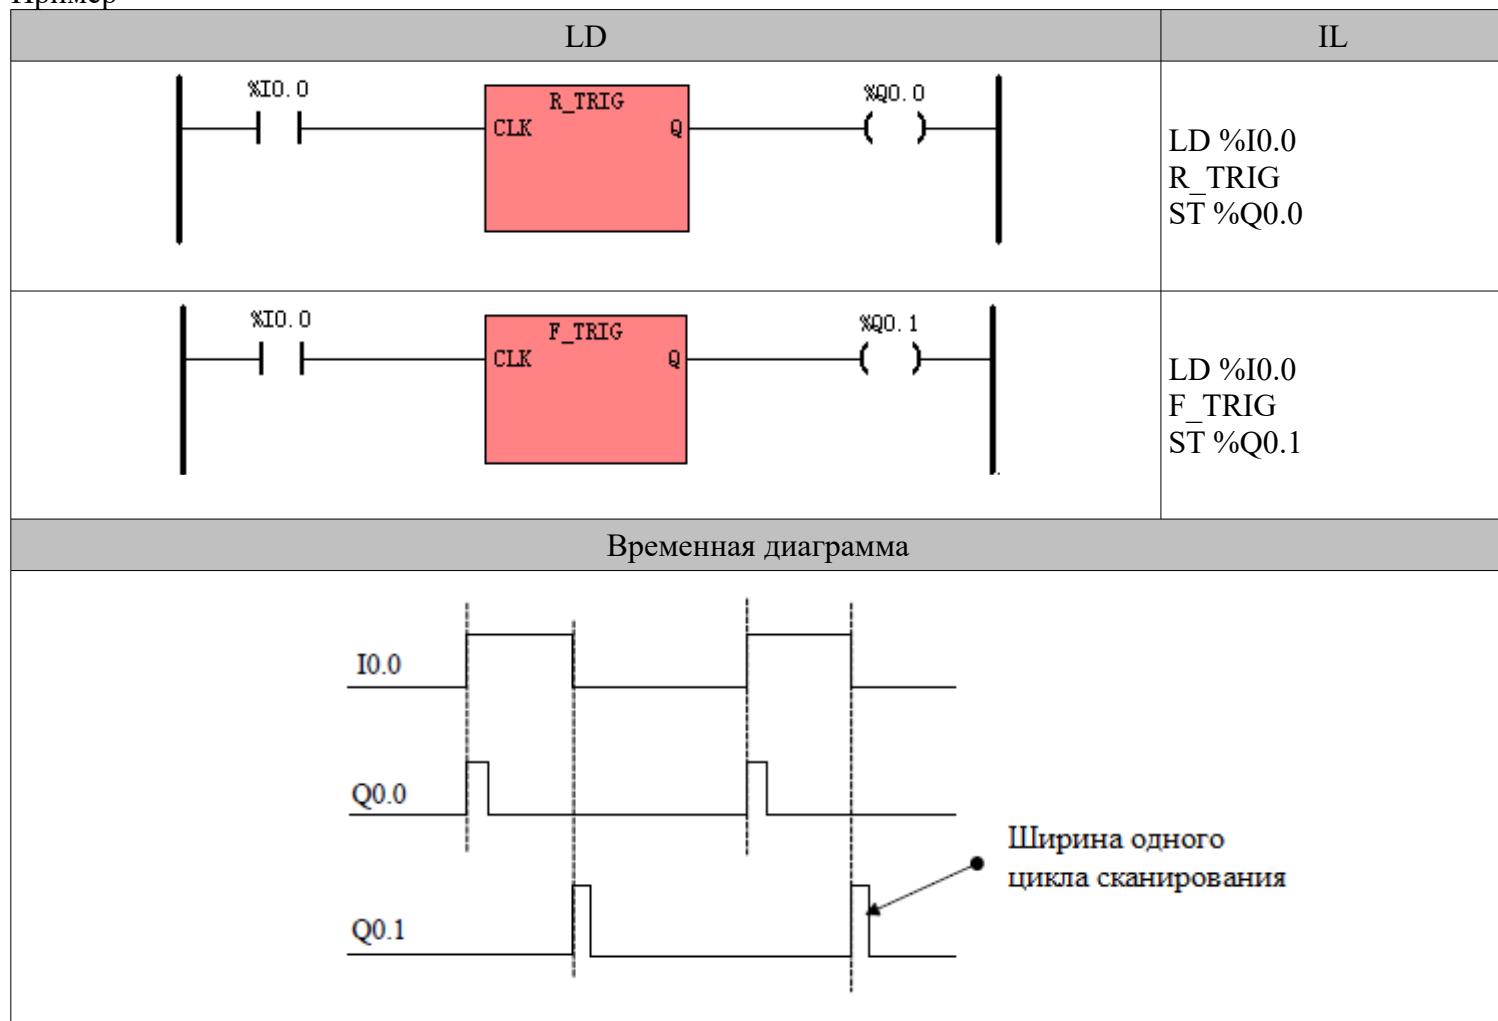 Пример
LD
IL
%I0.0
R_TRIG
CLK
Q
%Q0.0
LD %I0.0
R_TRIG
ST %Q0.0
%I0.0
F_TRIG
CLK
Q
%Q0.1
LD %I0.0
F_TRIG
ST %Q0.1
Временная диаграмма
I0.0
Q0.0
Ширина одного
цикла сканирования
Q0.1